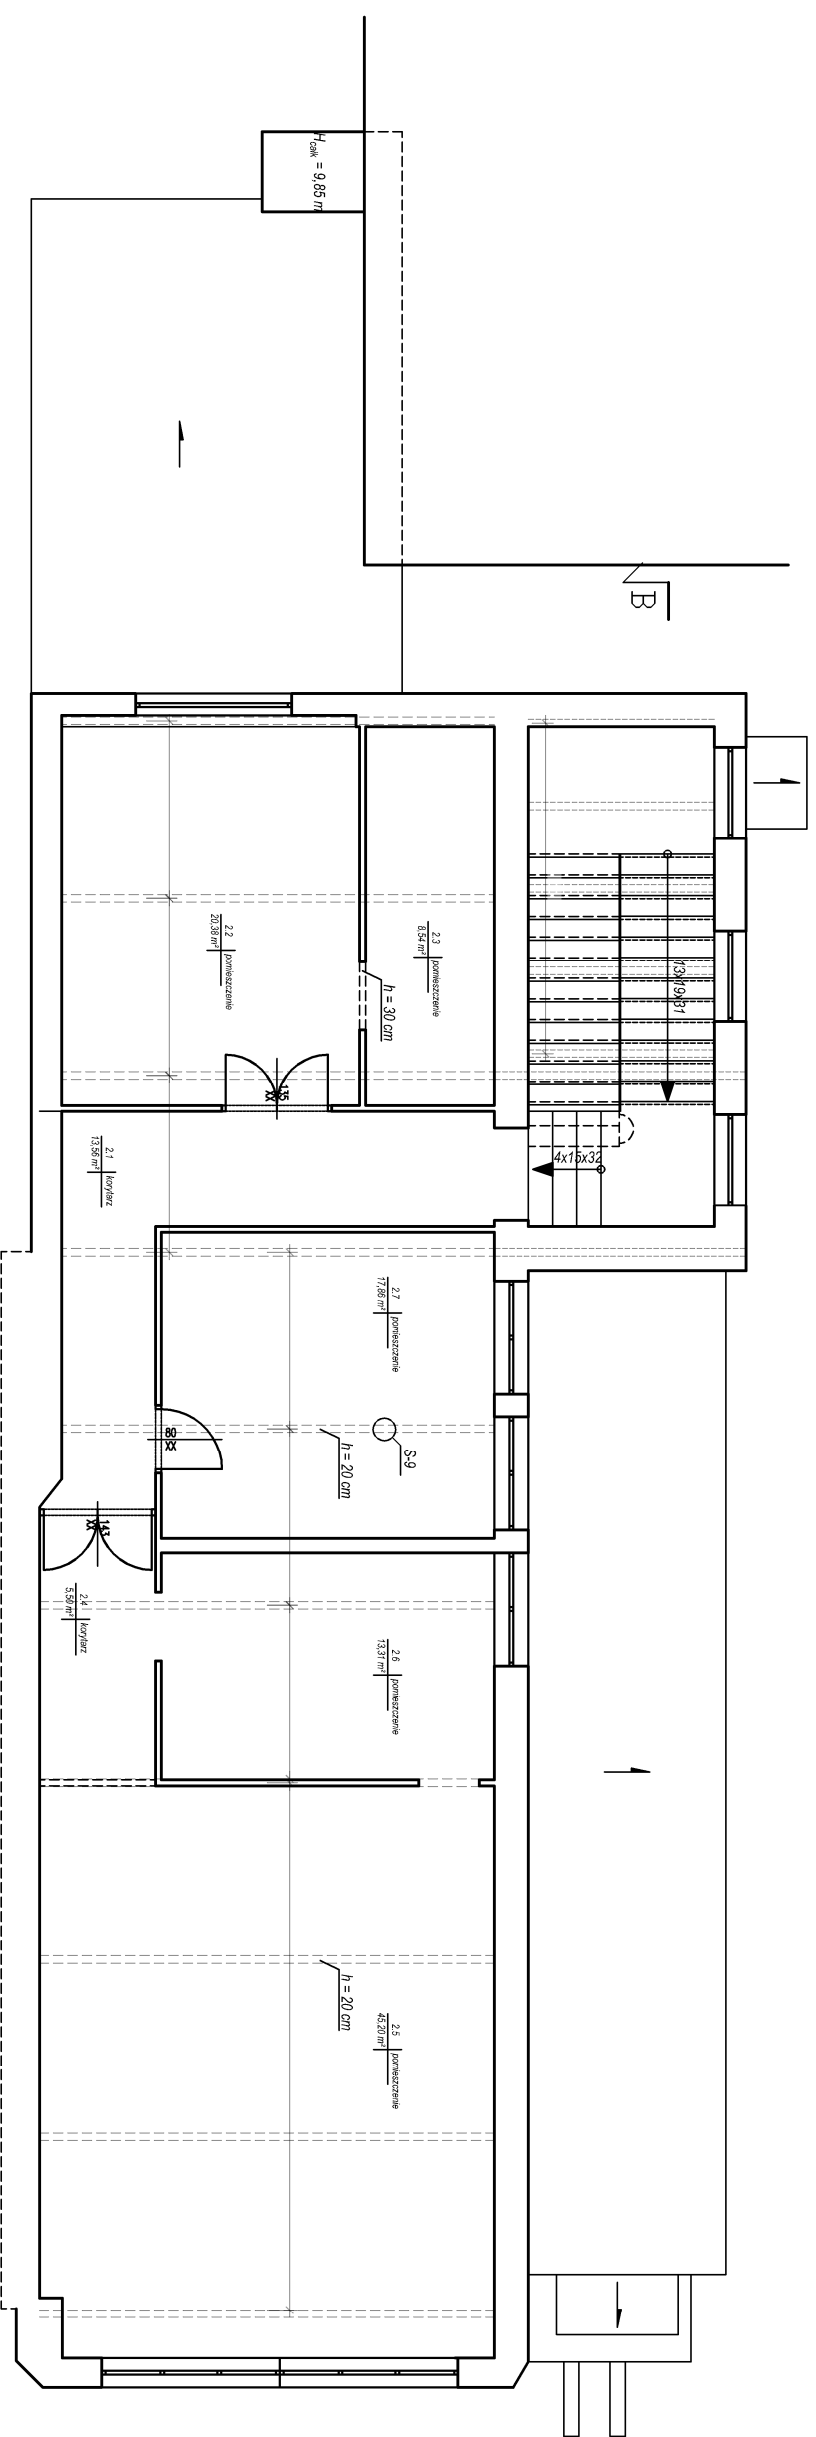 H całk = 9,85 m
B
13x19x31
4x15x32
2.3
8,54 m² pomieszczenie
2.2
20,38 m² pomieszczenie
h = 30 cm
135
XX
2.1
13,56 m² korytarz
2.7
17,86 m² pomieszczenie
S-9
h = 20 cm
80
XX
143
XX
2.4
5,50 m² korytarz
2.6
13,31 m² pomieszczenie
h = 20 cm
2.5
45,20 m² pomieszczenie